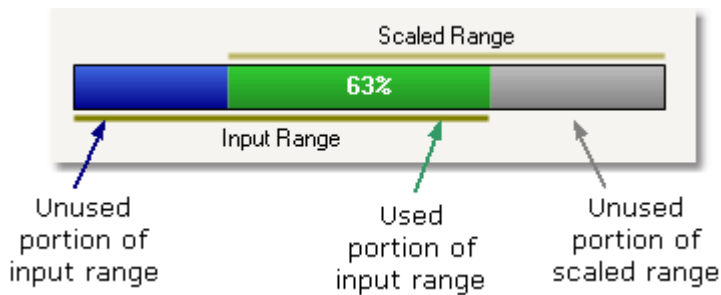 Scaled Range
63%
Input Range
Unused
portion of
input range
Used
portion of
input range
Unused
portion of
scaled range